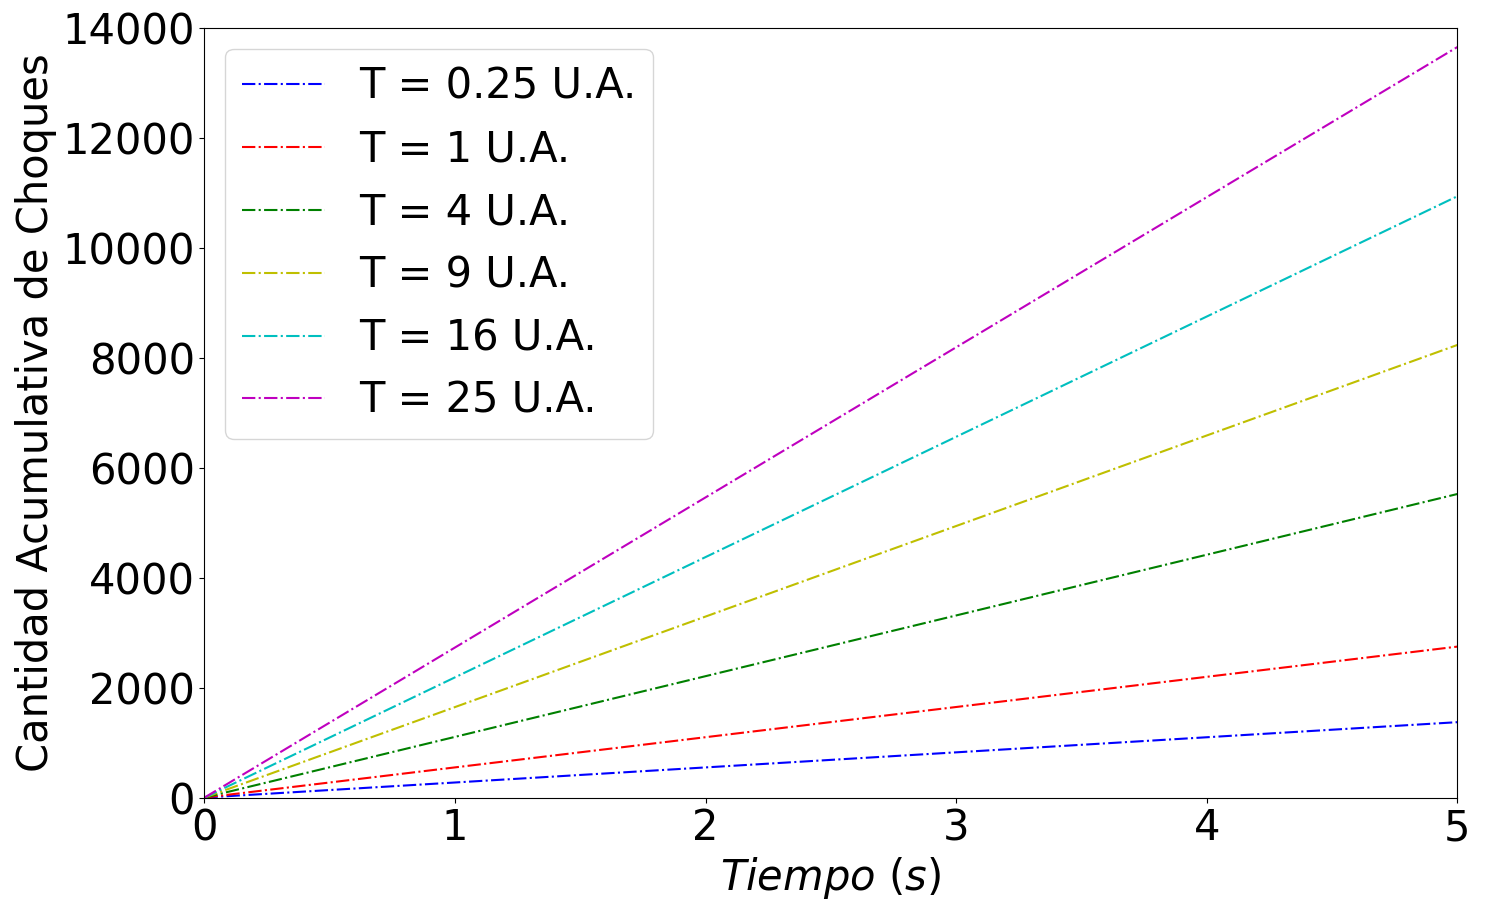 Cantidad Acumulativa de Choques
14000
12000
10000
8000
6000
4000
2000
0
T = 0.25 U.A.
T = 1 U.A.
T = 4 U.A.
T = 9 U.A.
T = 16 U.A.
T = 25 U.A.
0 1 2 3 4 5
Tiempo (s)